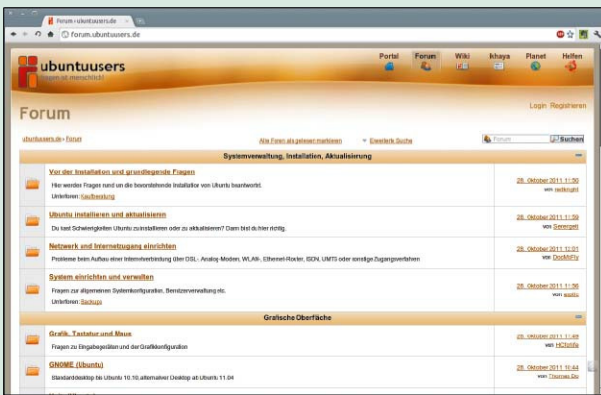 Forum › ubuntuusers.de
forum.ubuntuusers.de
ubuntuusers
fragen ist menschlich!
Portal Forum Wiki Ikhaya Planet Helfen
Login Registrieren
Forum
ubuntuusers.de › Forum
Alle Foren als gelesen markieren
Erweiterte Suche
Forum
Suchen
Systemverwaltung, Installation, Aktualisierung
Vor der Installation und grundlegende Fragen
Hier werden Fragen rund um die bevorstehende Installation von Ubuntu beantwortet.
Unterforen: Kaufberatung
28. Oktober 2011 11:50
von redknight
Ubuntu installieren und aktualisieren
Du hast Schwierigkeiten Ubuntu zu installieren oder zu aktualisieren? Dann bist du hier richtig.
28. Oktober 2011 11:59
von
Netzwerk und Internetzugang einrichten
Probleme beim Aufbau einer Internetverbindung über DSL-, Analog-Modem, WLAN-, Ethernet-Router, ISDN, UMTS oder sonstige Zugangsverfahren
28. Oktober 2011 12:01
von DocMcFly
System einrichten und verwalten
Fragen zur allgemeinen Systemkonfiguration, Benutzerverwaltung etc.
Unterforen: Backups
28. Oktober 2011 11:56
von
Grafische Oberfläche
Grafik, Tastatur und Maus
Fragen zu Eingabegeräten und der Grafikkonfiguration
28. Oktober 2011 11:49
von
GNOME (Ubuntu)
Standarddesktop bis Ubuntu 10.10, alternativer Desktop ab Ubuntu 11.04
28. Oktober 2011 10:44
von Thomas Do